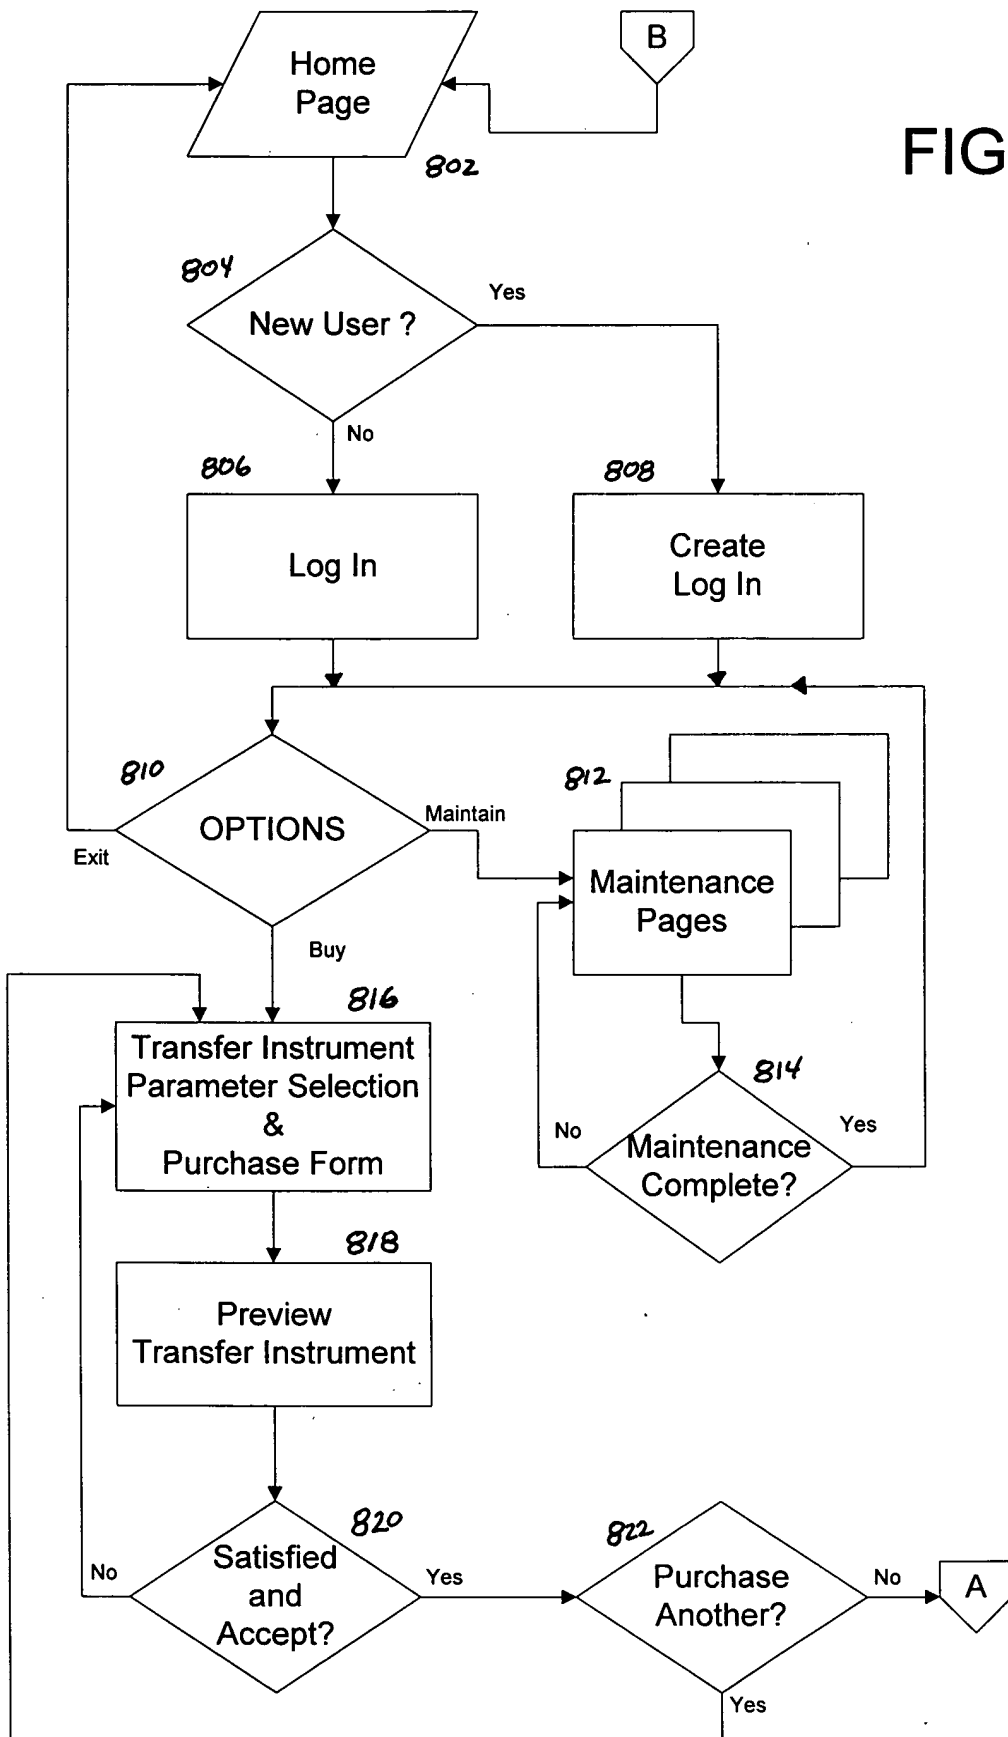 Home
Page
B
802
FIG
804
New User ?
Yes
No
806
Log In
808
Create
Log In
810
OPTIONS
Exit
Maintain
Buy
812
Maintenance
Pages
814
Maintenance
Complete?
No
Yes
816
Transfer Instrument
Parameter Selection
&
Purchase Form
818
Preview
Transfer Instrument
820
Satisfied
and
Accept?
No
Yes
822
Purchase
Another?
No
A
Yes